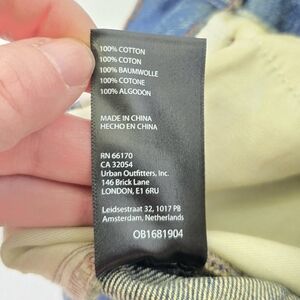 100% COTTON
100% COTON
100% BAUMWOLLE
100% COTONE
100% ALGODON
MADE IN CHINA
HECHO EN CHINA
RN 66170
CA 32054
Urban Outfitters, Inc.
146 Brick Lane
LONDON, E1 6RU
Leidsestraat 32, 1017 PB
Amsterdam, Netherlands
OB1681904